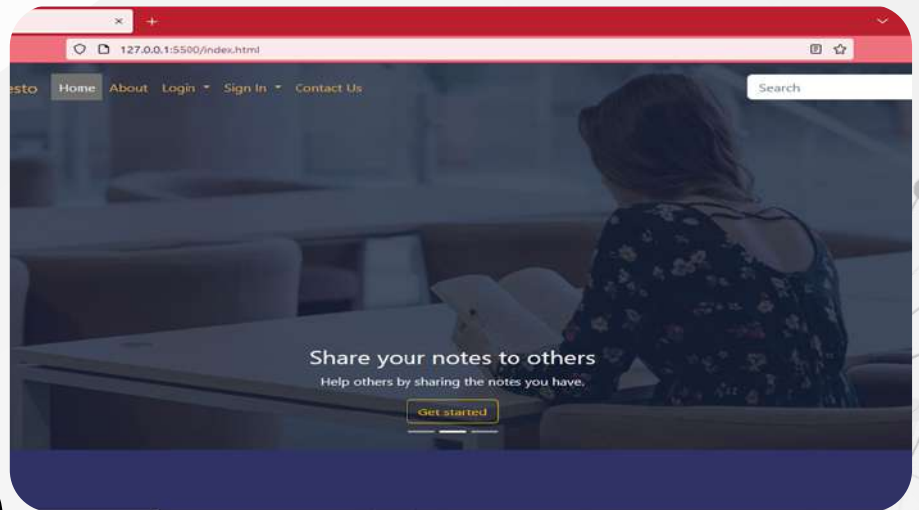 127.0.0.1:5500/index.html
Home About Login Sign In Contact Us
Search
Share your notes to others
Help others by sharing the notes you have.
Get started